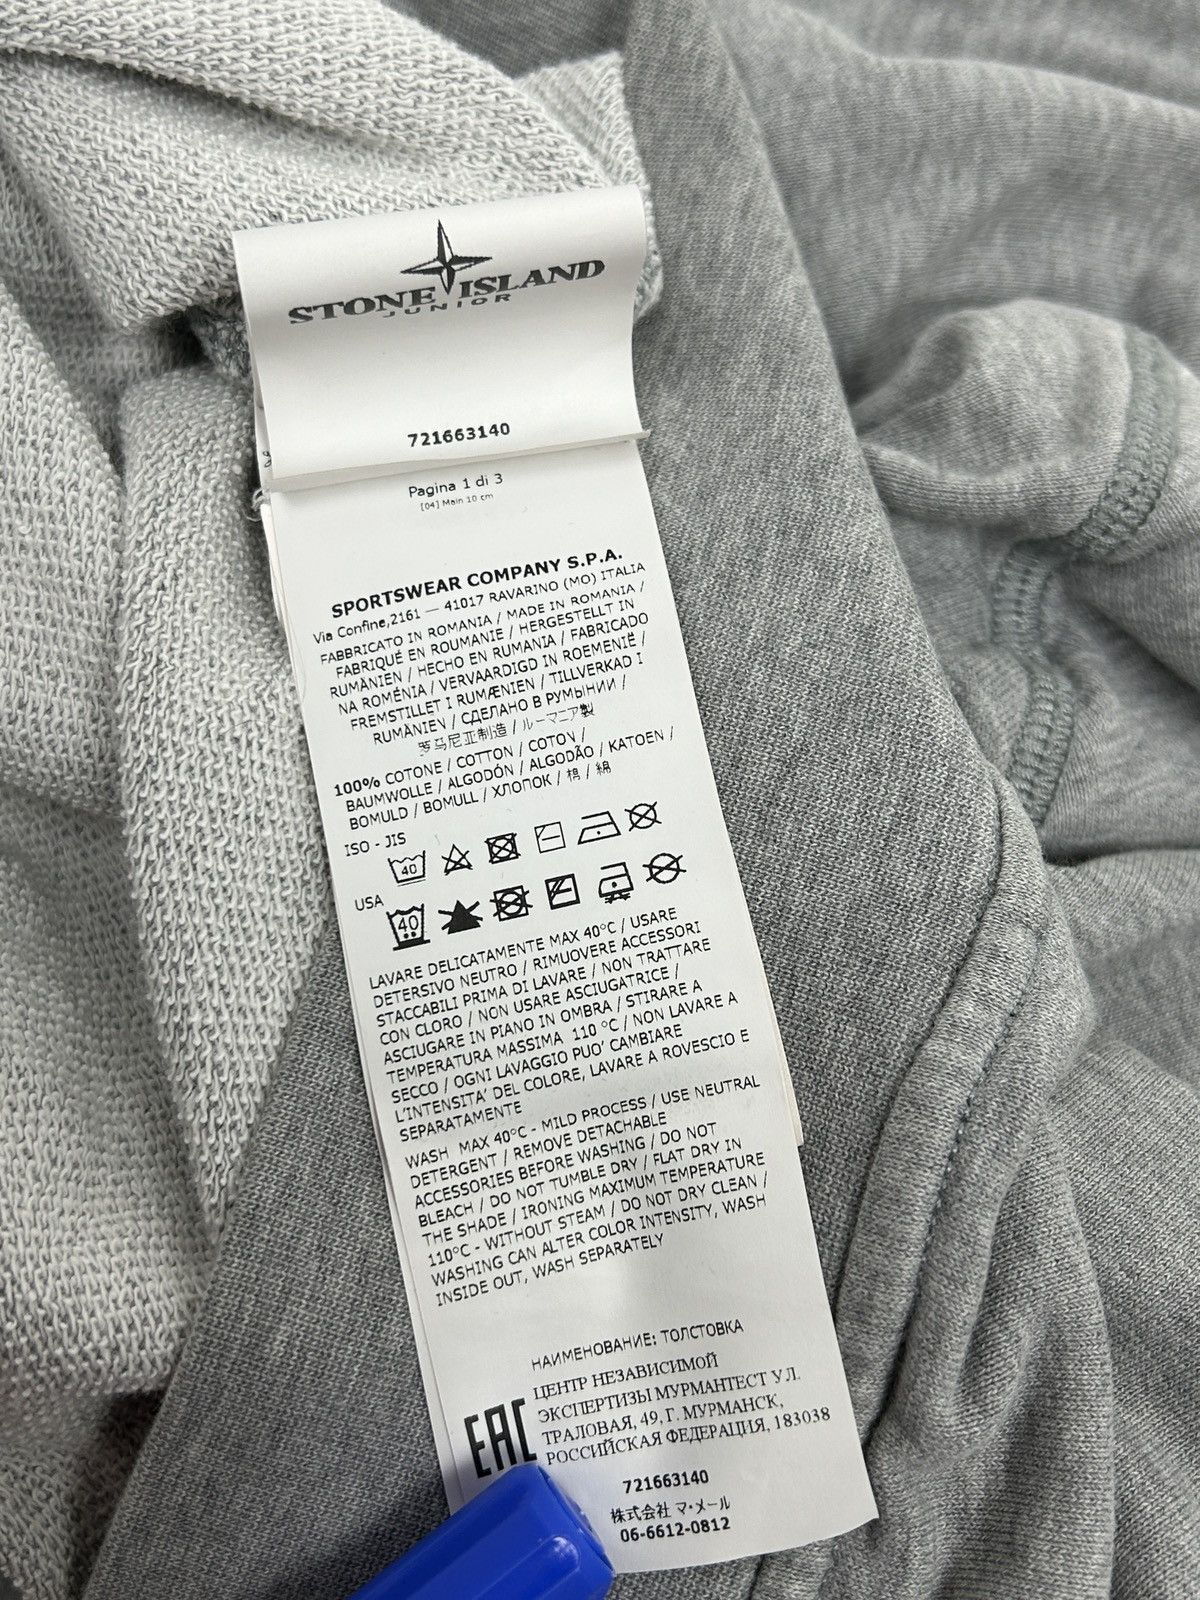 STONE ISLAND
JUNIOR
721663140
Pagina 1 di 3
[04] Main 10 cm
SPORTSWEAR COMPANY S.P.A.
Via Confine,2161 — 41017 RAVARINO (MO) ITALIA
FABBRICATO IN ROMANIA / MADE IN ROMANIA /
FABRIQUÉ EN ROUMANIE / HERGESTELLT IN
RUMÄNIEN / HECHO EN RUMANIA / FABRICADO
NA ROMÉNIA / VERVAARDIGD IN ROEMENIË /
FREMSTILLET I RUMÆNIEN / TILLVERKAD I
RUMÄNIEN / СДЕЛАНО В РУМЫНИИ /
罗马尼亚制造 / ルーマニア製
100% COTONE / COTTON / COTON /
BAUMWOLLE / ALGODÓN / ALGODÃO / KATOEN /
BOMULD / BOMULL / ХЛОПОК / 棉 / 綿
ISO - JIS
40
USA
40
LAVARE DELICATAMENTE MAX 40°C / USARE
DETERSIVO NEUTRO / RIMUOVERE ACCESSORI
STACCABILI PRIMA DI LAVARE / NON TRATTARE
CON CLORO / NON USARE ASCIUGATRICE /
ASCIUGARE IN PIANO IN OMBRA / STIRARE A
TEMPERATURA MASSIMA 110 °C / NON LAVARE A
SECCO / OGNI LAVAGGIO PUO' CAMBIARE
L'INTENSITA' DEL COLORE, LAVARE A ROVESCIO E
SEPARATAMENTE
WASH MAX 40°C - MILD PROCESS / USE NEUTRAL
DETERGENT / REMOVE DETACHABLE
ACCESSORIES BEFORE WASHING / DO NOT
BLEACH / DO NOT TUMBLE DRY / FLAT DRY IN
THE SHADE / IRONING MAXIMUM TEMPERATURE
110°C - WITHOUT STEAM / DO NOT DRY CLEAN /
WASHING CAN ALTER COLOR INTENSITY, WASH
INSIDE OUT, WASH SEPARATELY
НАИМЕНОВАНИЕ: ТОЛСТОВКА
ЦЕНТР НЕЗАВИСИМОЙ
ЭКСПЕРТИЗЫ МУРМАНТЕСТ УЛ.
ТРАЛОВАЯ, 49, Г. МУРМАНСК,
РОССИЙСКАЯ ФЕДЕРАЦИЯ, 183038
EAC
721663140
株式会社 マ・メール
06-6612-0812